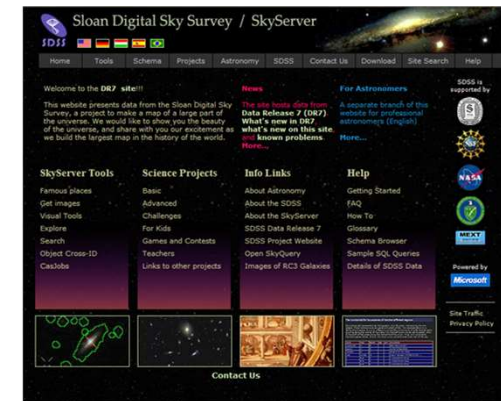 Sloan Digital Sky Survey / SkyServer
SDSS
Home Tools Schema Projects Astronomy SDSS Contact Us Download Site Search Help
Welcome to the DR7 site!!!
This website presents data from the Sloan Digital Sky
Survey, a project to make a map of a large part of
the universe. We would like to show you the beauty
of the universe, and share with you our excitement as
we build the largest map in the history of the world.
News
The site hosts data from
Data Release 7 (DR7).
What's new in DR7,
what's new on this site,
and known problems.
More...
For Astronomers
A separate branch of this
website for professional
astronomers (English)
More...
SDSS is
supported by
NASA
MEXT
Powered by
Microsoft
Site Traffic
Privacy Policy
SkyServer Tools
Famous places
Get images
Visual Tools
Explore
Search
Object Cross-ID
CasJobs
Science Projects
Basic
Advanced
Challenges
For Kids
Games and Contests
Teachers
Links to other projects
Info Links
About Astronomy
About the SDSS
About the SkyServer
SDSS Data Release 7
SDSS Project Website
Open SkyQuery
Images of RC3 Galaxies
Help
Getting Started
FAQ
How To
Glossary
Schema Browser
Sample SQL Queries
Details of SDSS Data
Contact Us